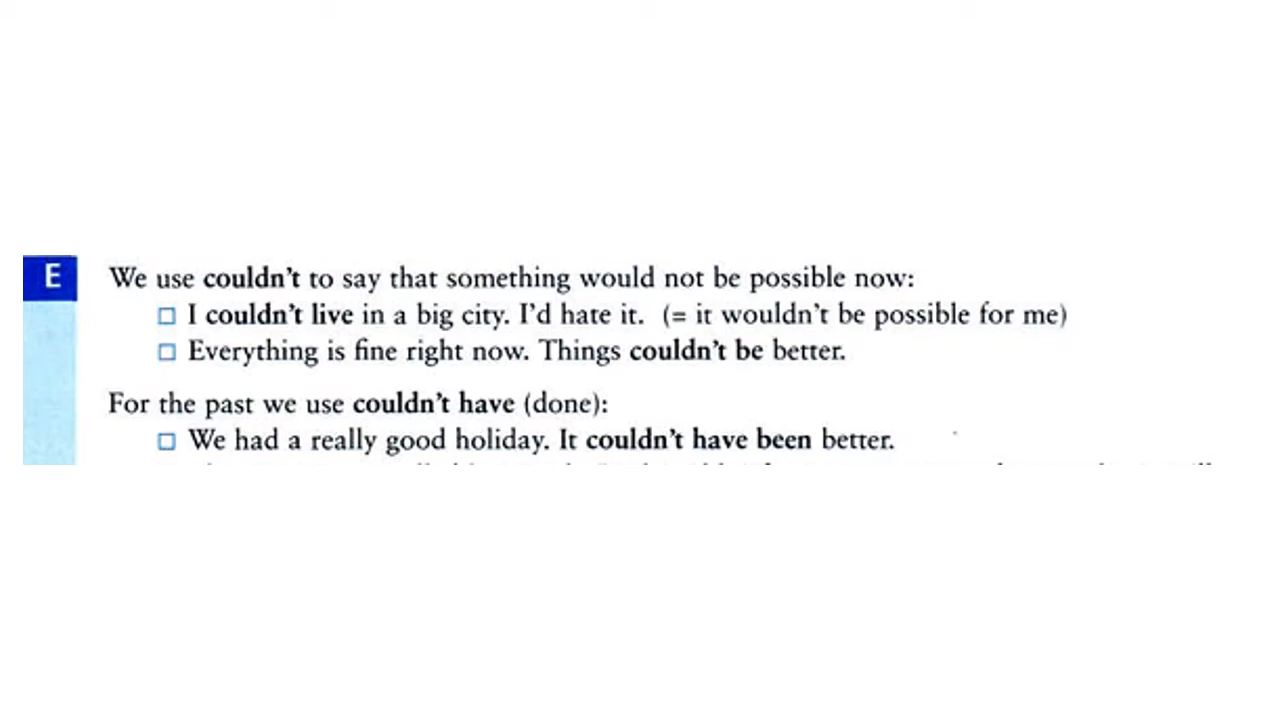 E
We use couldn't to say that something would not be possible now:
I couldn't live in a big city. I'd hate it. (= it wouldn't be possible for me)
Everything is fine right now. Things couldn't be better.
For the past we use couldn't have (done):
We had a really good holiday. It couldn't have been better.